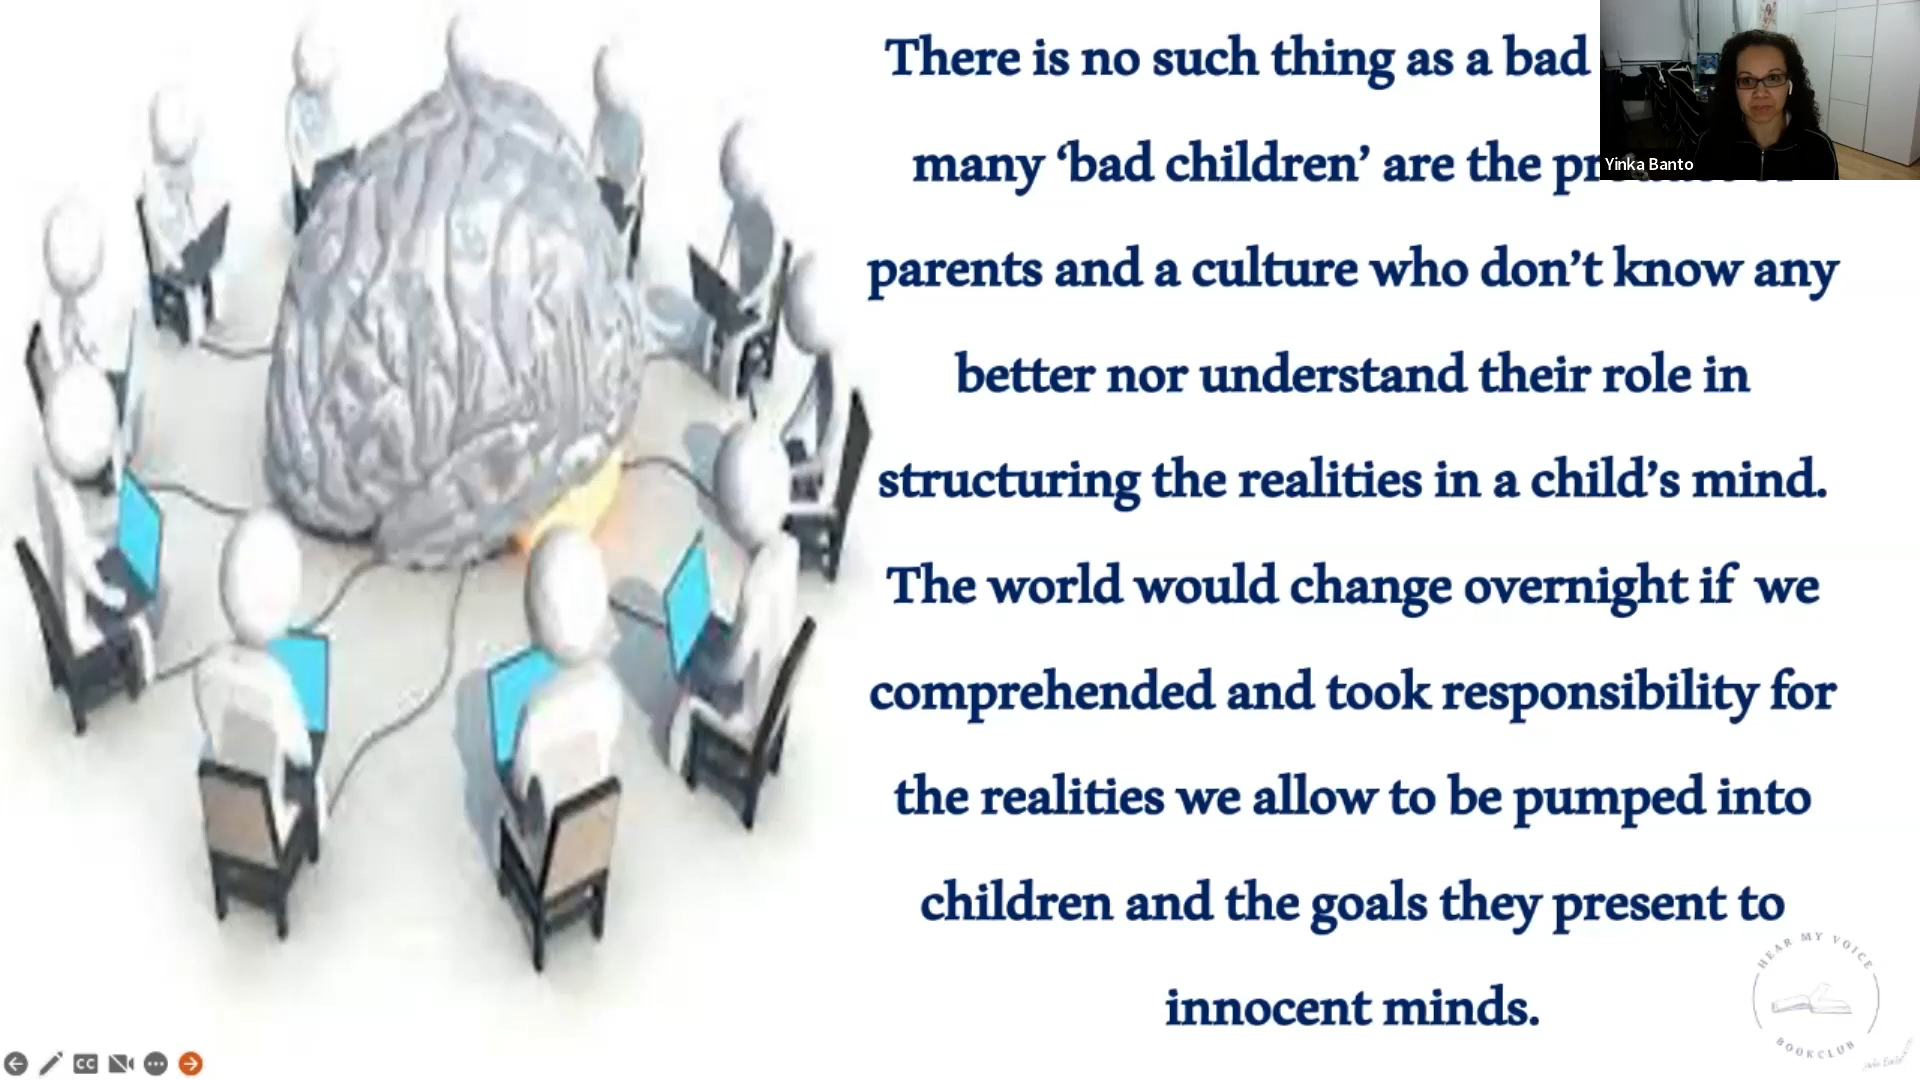 There is no such thing as a bad
many ‘bad children’ are the
parents and a culture who don’t know any
better nor understand their role in
structuring the realities in a child’s mind.
The world would change overnight if we
comprehended and took responsibility for
the realities we allow to be pumped into
children and the goals they present to
innocent minds.
Yinka Banto
HEAR MY VOICE
BOOKCLUB
CC